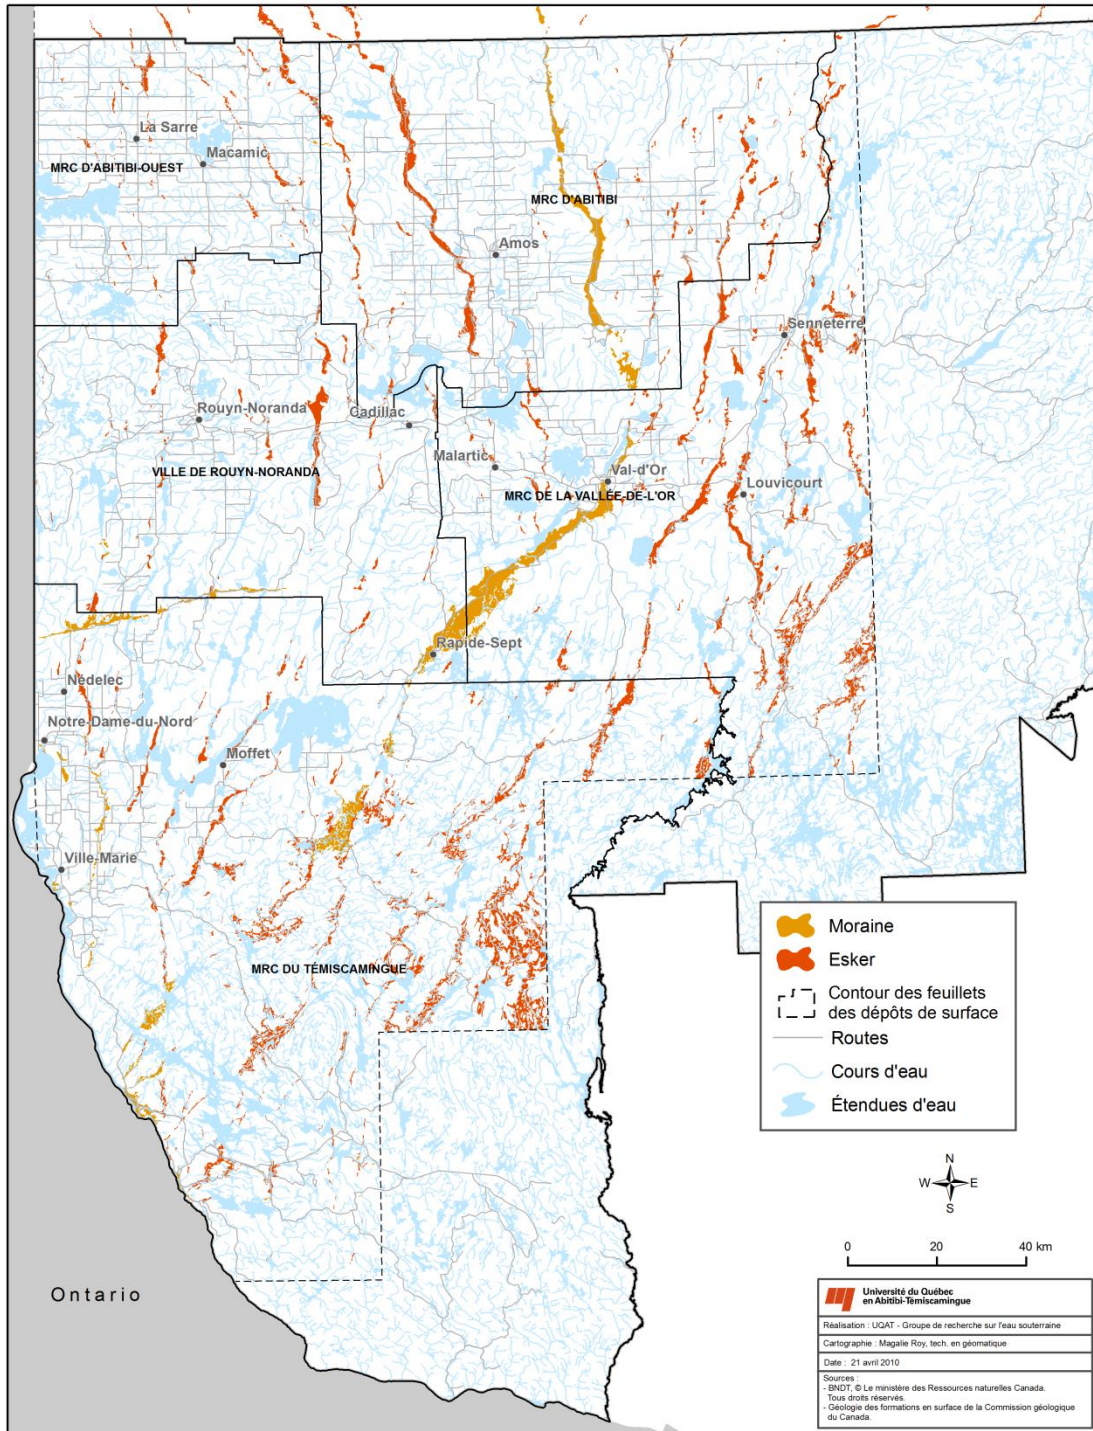 La Sarre
Macamic
MRC D'ABITIBI-OUEST
MRC D'ABITIBI
Amos
Senneterre
Rouyn-Noranda
Cadillac
Malartic
VILLE DE ROUYN-NORANDA
Val-d'Or
MRC DE LA VALLÉE-DE-L'OR
Louvicourt
Rapide-Sept
Nédelec
Notre-Dame-du-Nord
Moffet
Ville-Marie
MRC DU TÉMISCAMINGUE
Ontario
Moraine
Esker
Contour des feuillets
des dépôts de surface
Routes
Cours d'eau
Étendues d'eau
N
W E
S
0 20 40 km
Université du Québec
en Abitibi-Témiscamingue
Réalisation : UQAT - Groupe de recherche sur l'eau souterraine
Cartographie : Magalie Roy, tech. en géomatique
Date : 21 avril 2010
Sources :
- BNDT, © Le ministère des Ressources naturelles Canada.
Tous droits réservés.
- Géologie des formations en surface de la Commission géologique
du Canada.